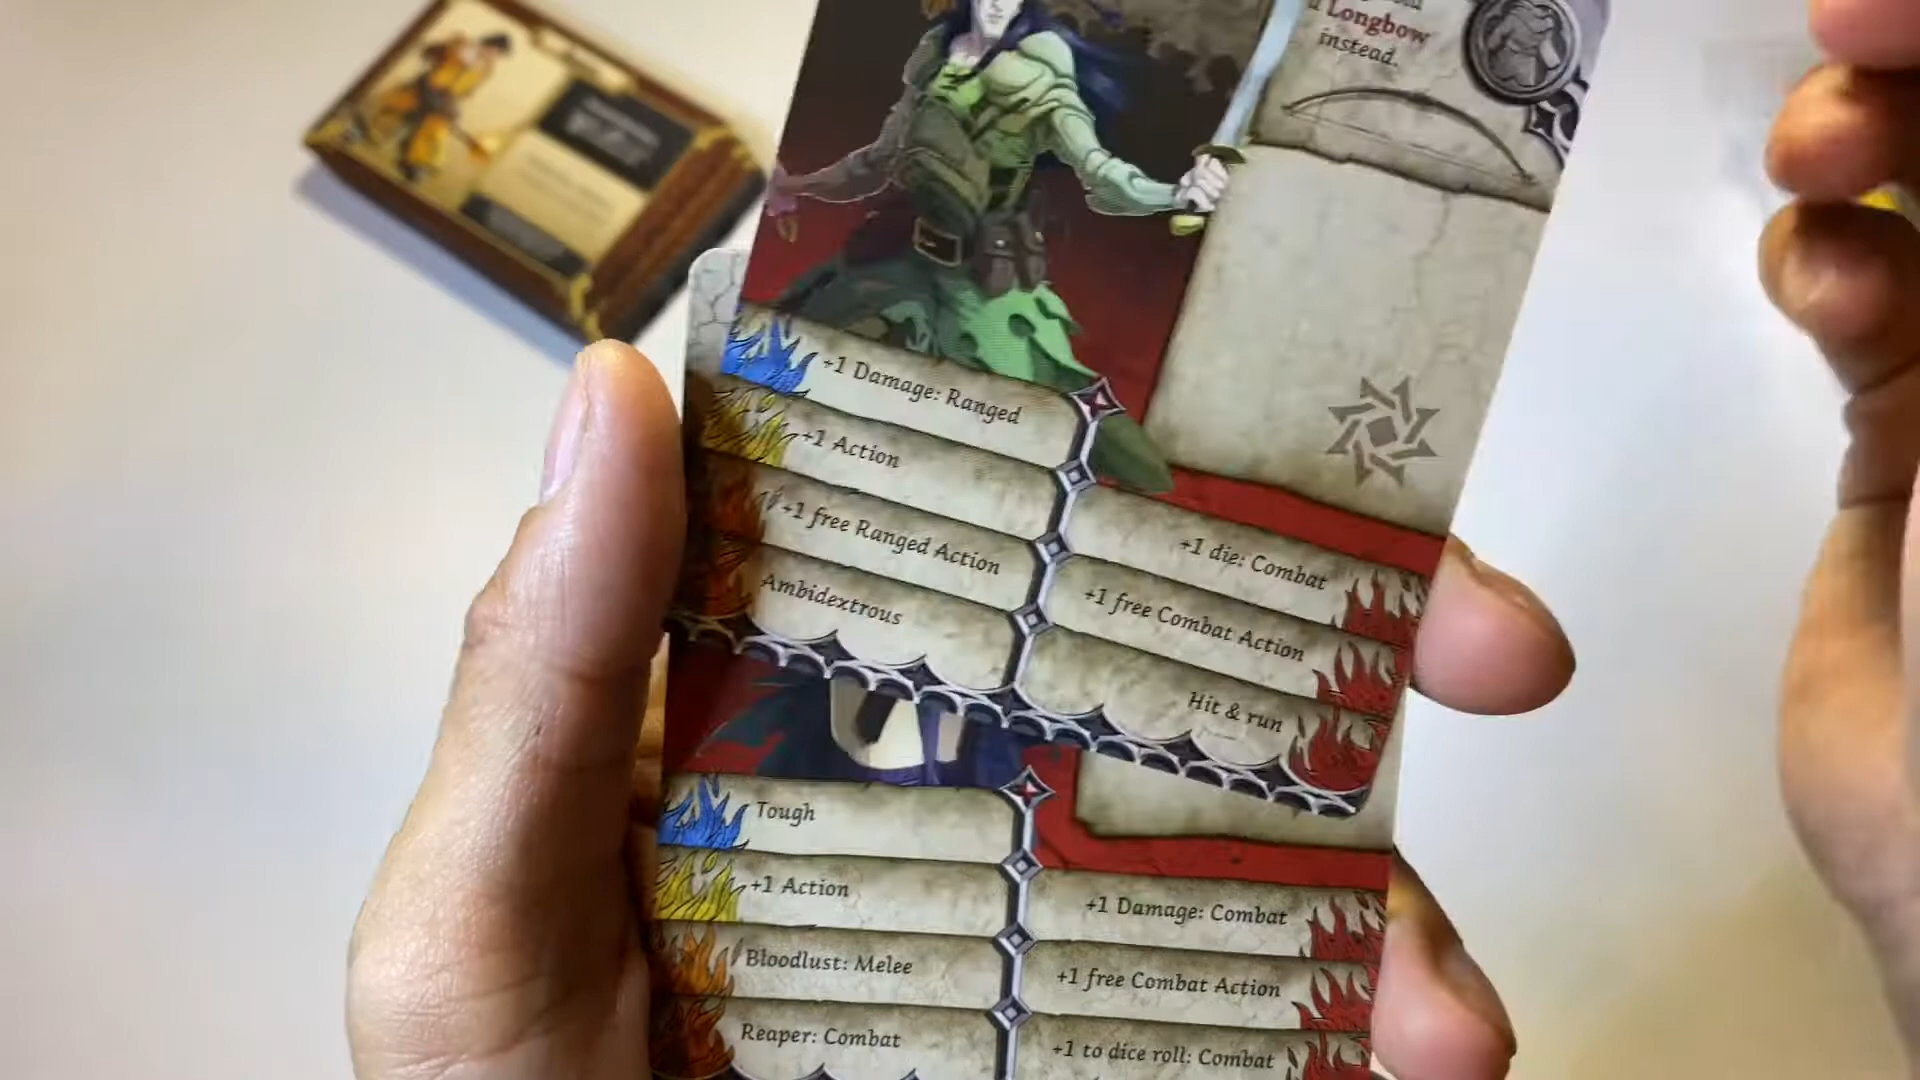 a Longbow
instead.
+1 Damage: Ranged
+1 Action
+1 free Ranged Action
Ambidextrous
+1 die: Combat
+1 free Combat Action
Hit & run
Tough
+1 Action
Bloodlust: Melee
Reaper: Combat
+1 Damage: Combat
+1 free Combat Action
+1 to dice roll: Combat